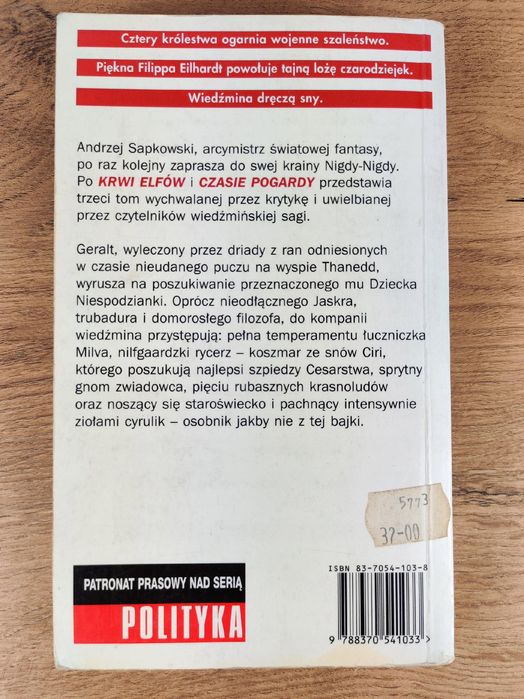 Cztery królestwa ogarnia wojenne szaleństwo.
Piękna Filippa Eilhardt powołuje tajną lożę czarodziejek.
Wiedźmina dręczą sny.
Andrzej Sapkowski, arcymistrz światowej fantasy,
po raz kolejny zaprasza do swej krainy Nigdy-Nigdy.
Po KRWI ELFÓW i CZASIE POGARDY przedstawia
trzeci tom wychwalanej przez krytykę i uwielbianej
przez czytelników wiedźmińskiej sagi.
Geralt, wyleczony przez driady z ran odniesionych
w czasie nieudanego puczu na wyspie Thanedd,
wyrusza na poszukiwanie przeznaczonego mu Dziecka
Niespodzianki. Oprócz nieodłącznego Jaskra,
trubadura i domorosłego filozofa, do kompanii
wiedźmina przystępują: pełna temperamentu łuczniczka
Milva, nilfgaardzki rycerz – koszmar ze snów Ciri,
którego poszukują najlepsi szpiedzy Cesarstwa, sprytny
gnom zwiadowca, pięciu rubasznych krasnoludów
oraz noszący się staroświecko i pachnący intensywnie
ziołami cyrulik – osobnik jakby nie z tej bajki.
5773
32-00
ISBN 83-7054-103-8
PATRONAT PRASOWY NAD SERIĄ
POLITYKA
9 788370 541033 >